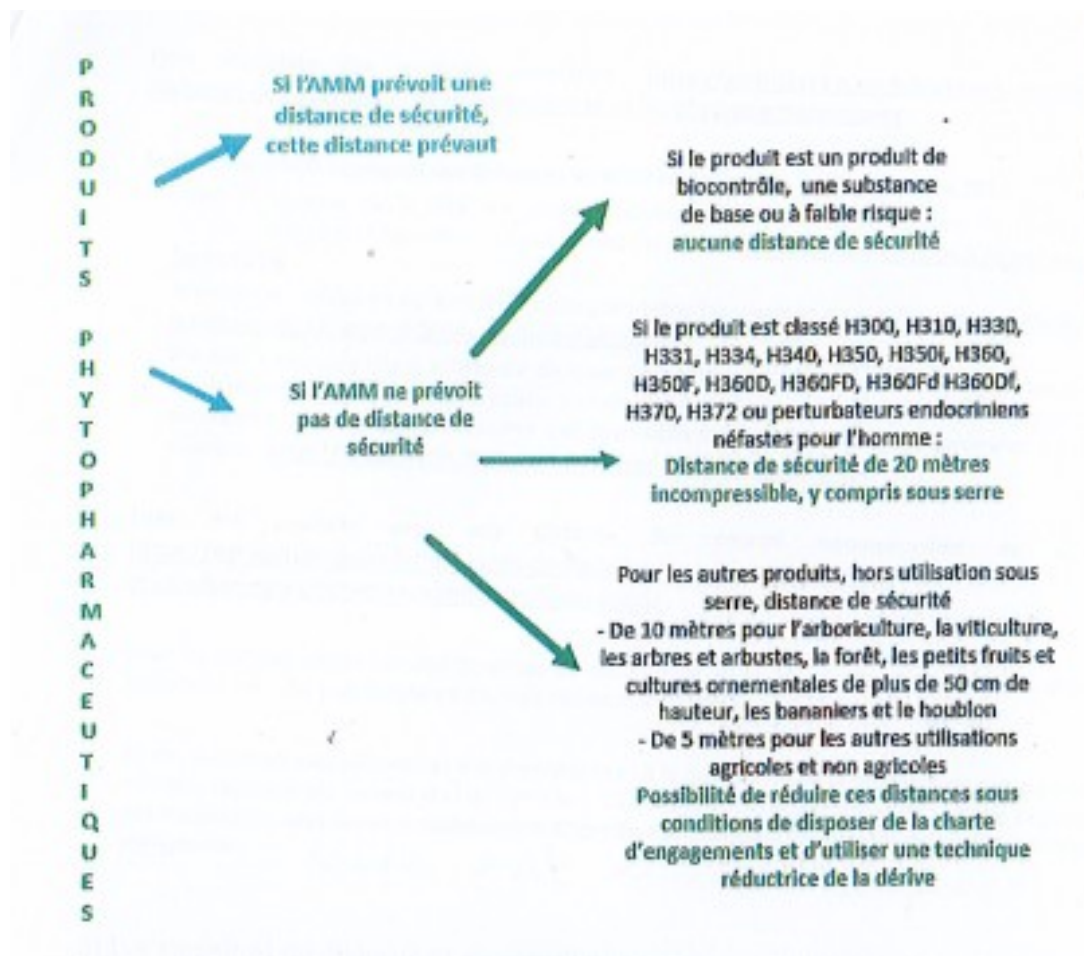 PRODUITS PHYTOPHARMACEUTIQUES
Si l'AMM prévoit une
distance de sécurité,
cette distance prévaut
Si l'AMM ne prévoit
pas de distance de
sécurité
Si le produit est un produit de
biocontrôle, une substance
de base ou à faible risque :
aucune distance de sécurité
Si le produit est classé H300, H310, H330,
H331, H334, H340, H350, H350i, H360,
H360F, H360D, H360FD, H360Fd H360Df,
H370, H372 ou perturbateurs endocriniens
néfastes pour l'homme :
Distance de sécurité de 20 mètres
incompressible, y compris sous serre
Pour les autres produits, hors utilisation sous
serre, distance de sécurité
- De 10 mètres pour l'arboriculture, la viticulture,
les arbres et arbustes, la forêt, les petits fruits et
cultures ornementales de plus de 50 cm de
hauteur, les bananiers et le houblon
- De 5 mètres pour les autres utilisations
agricoles et non agricoles
Possibilité de réduire ces distances sous
conditions de disposer de la charte
d'engagements et d'utiliser une technique
réductrice de la dérive